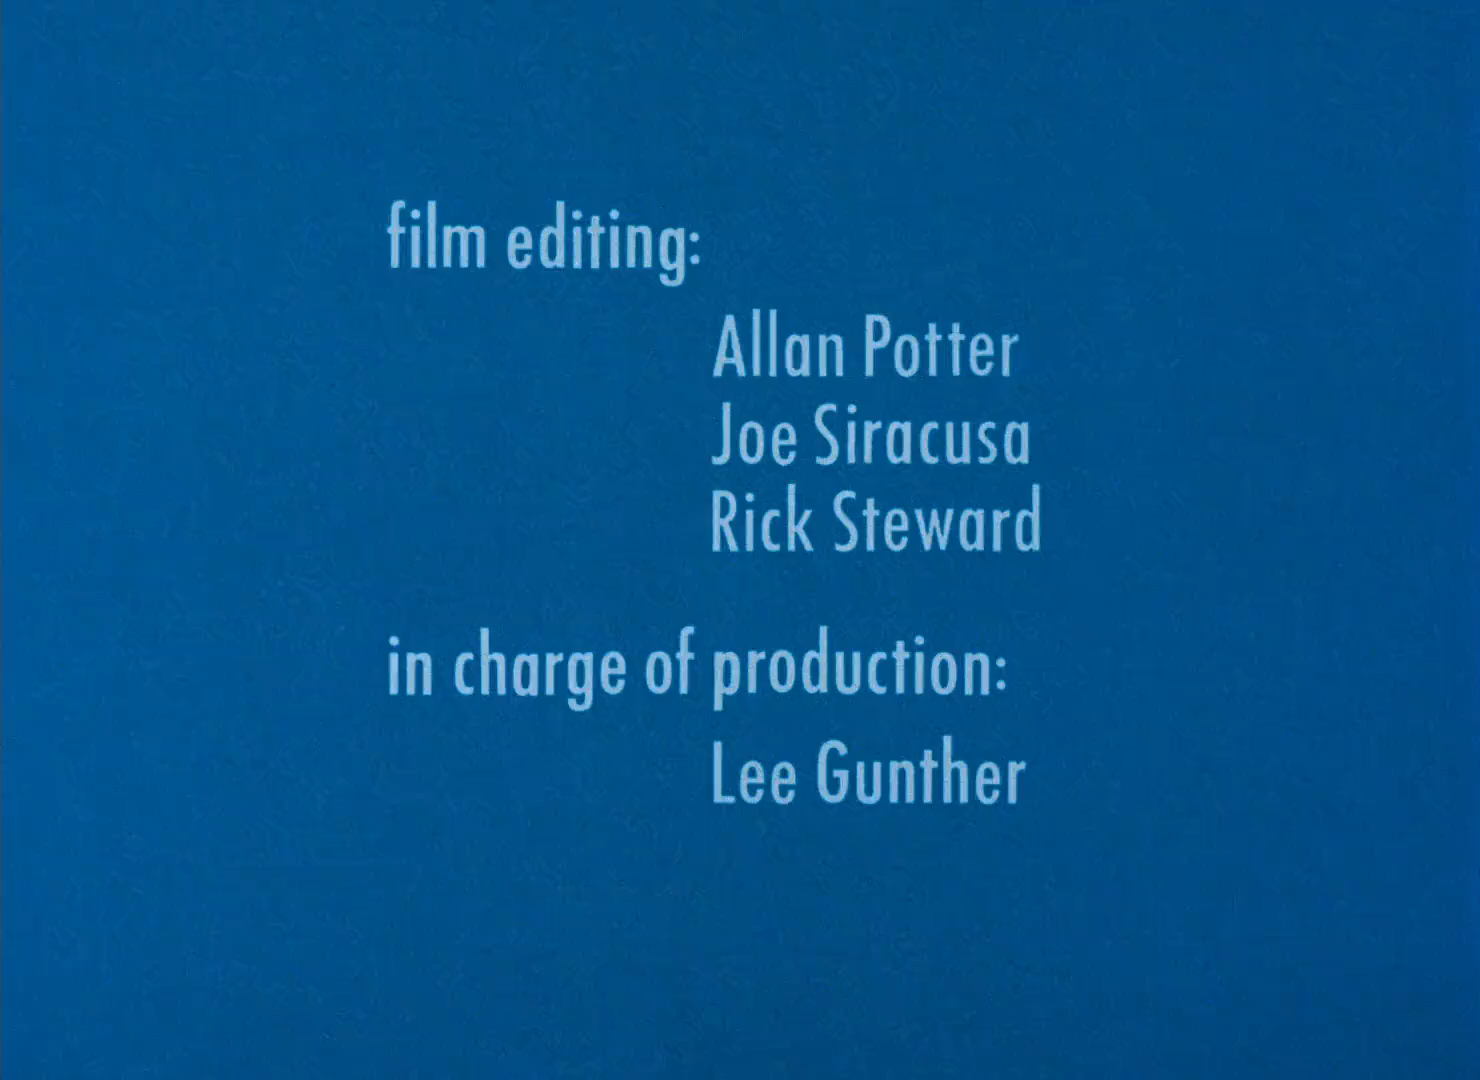 film editing:
Allan Potter
Joe Siracusa
Rick Steward
in charge of production:
Lee Gunther